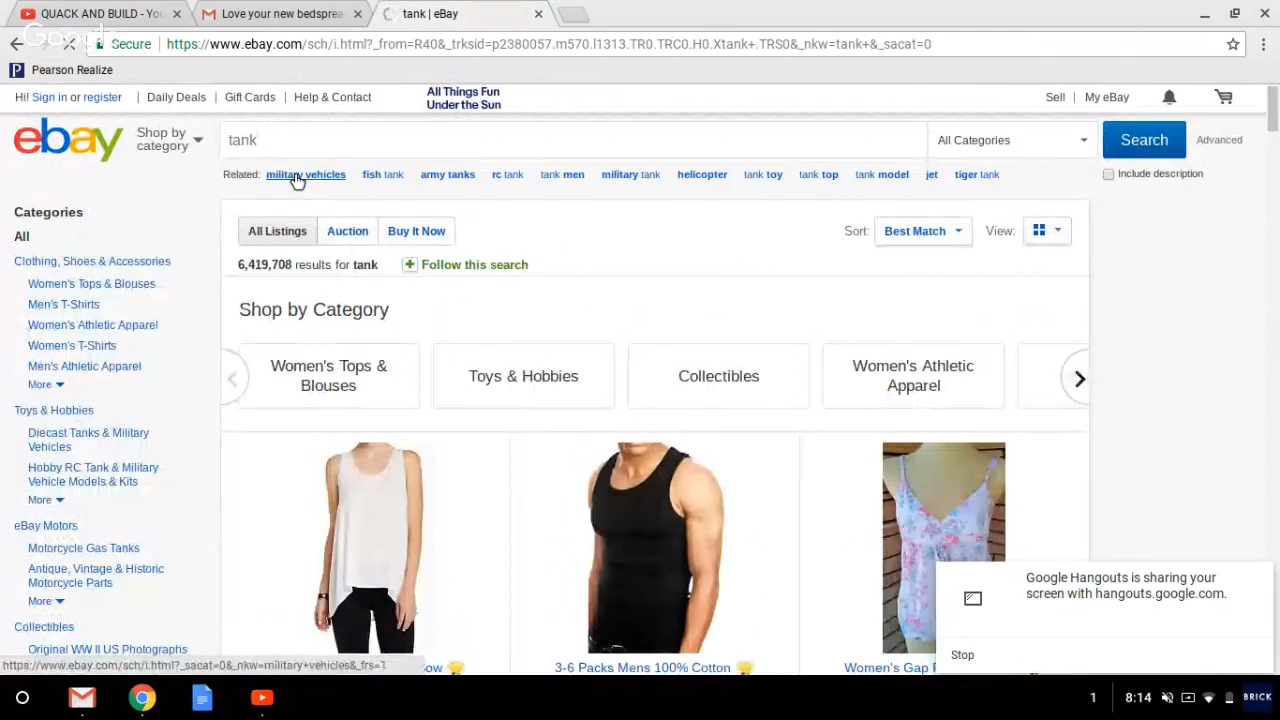 QUACK AND BUILD - You
Love your new bedsprea
tank | eBay
Google
Secure
https://www.ebay.com/sch/i.html?_from=R40&_trksid=p2380057.m570.l1313.TR0.TRC0.H0.Xtank+.TRS0&_nkw=tank+&_sacat=0
Pearson Realize
Hi! Sign in or register | Daily Deals | Gift Cards | Help & Contact
All Things Fun
Under the Sun
Sell | My eBay
ebay
Shop by
category
tank
All Categories
Search
Advanced
Related: military vehicles fish tank army tanks rc tank tank men military tank helicopter tank toy tank top tank model jet tiger tank
Include description
Categories
All
Clothing, Shoes & Accessories
Women's Tops & Blouses
Men's T-Shirts
Women's Athletic Apparel
Women's T-Shirts
Men's Athletic Apparel
More
Toys & Hobbies
Diecast Tanks & Military
Vehicles
Hobby RC Tank & Military
Vehicle Models & Kits
More
eBay Motors
Motorcycle Gas Tanks
Antique, Vintage & Historic
Motorcycle Parts
More
Collectibles
Original WW II US Photographs
All Listings Auction Buy It Now
Sort: Best Match
View:
6,419,708 results for tank
Follow this search
Shop by Category
Women's Tops &
Blouses
Toys & Hobbies
Collectibles
Women's Athletic
Apparel
3-6 Packs Mens 100% Cotton
Women's Gap
Google Hangouts is sharing your
screen with hangouts.google.com.
Stop
https://www.ebay.com/sch/i.html?_sacat=0&_nkw=military+vehicles&_frs=1
1
8:14
BRICK